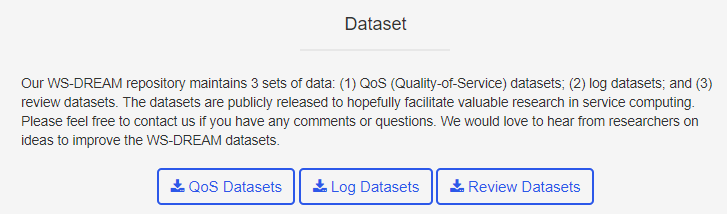 Dataset
Our WS-DREAM repository maintains 3 sets of data: (1) QoS (Quality-of-Service) datasets; (2) log datasets; and (3)
review datasets. The datasets are publicly released to hopefully facilitate valuable research in service computing.
Please feel free to contact us if you have any comments or questions. We would love to hear from researchers on
ideas to improve the WS-DREAM datasets.
QoS Datasets
Log Datasets
Review Datasets